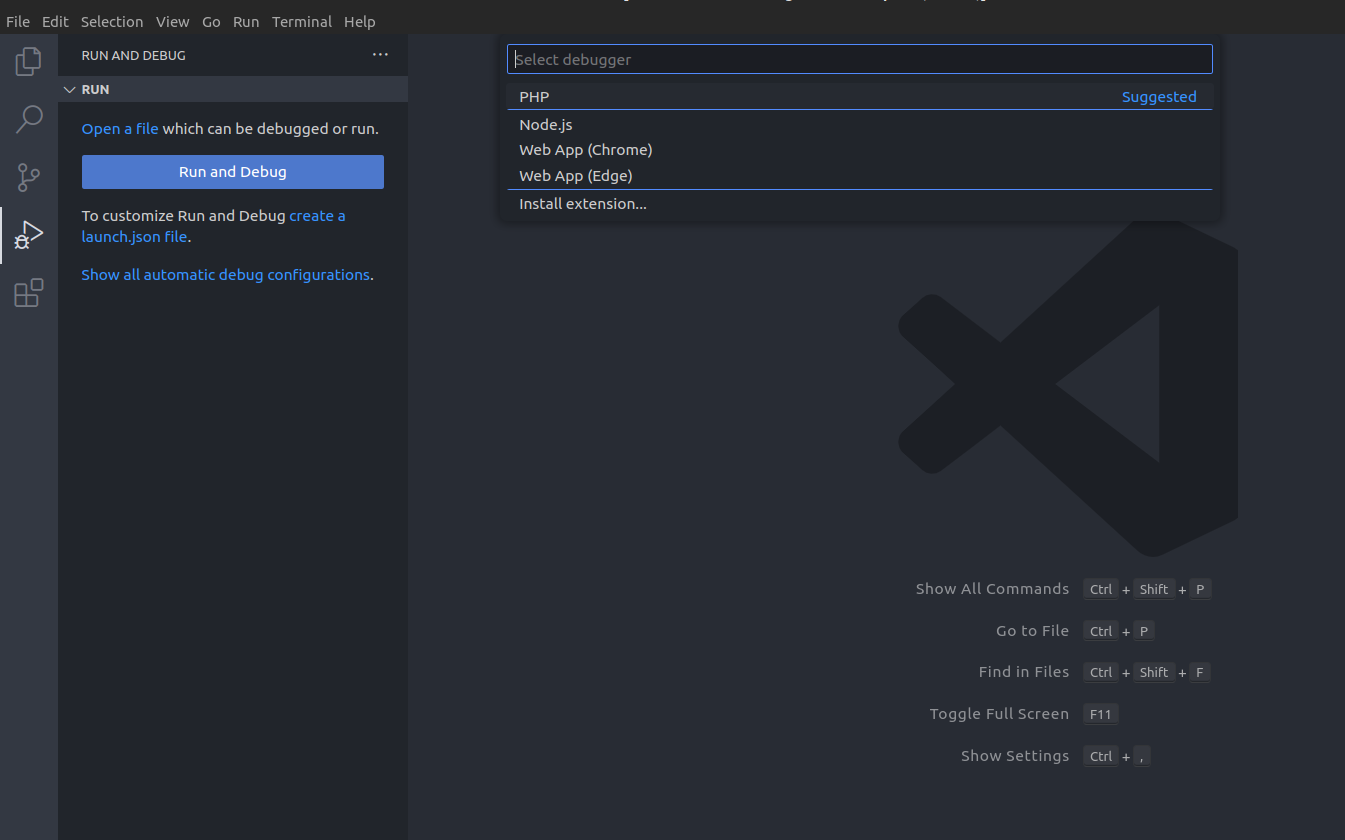 File Edit Selection View Go Run Terminal Help
RUN AND DEBUG ...
RUN
Open a file which can be debugged or run.
Run and Debug
To customize Run and Debug create a
launch.json file.
Show all automatic debug configurations.
Select debugger
PHP Suggested
Node.js
Web App (Chrome)
Web App (Edge)
Install extension...
Show All Commands Ctrl + Shift + P
Go to File Ctrl + P
Find in Files Ctrl + Shift + F
Toggle Full Screen F11
Show Settings Ctrl + ,